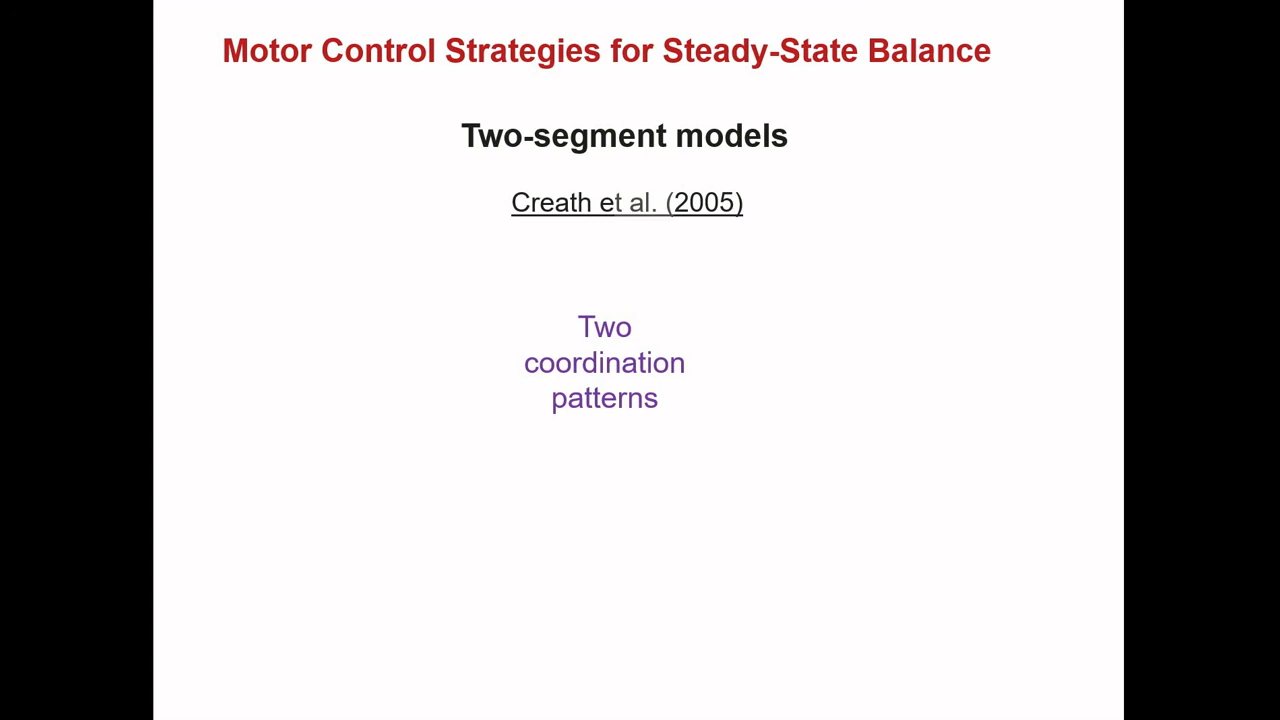 Motor Control Strategies for Steady-State Balance
Two-segment models
Creath et al. (2005)
Two
coordination
patterns